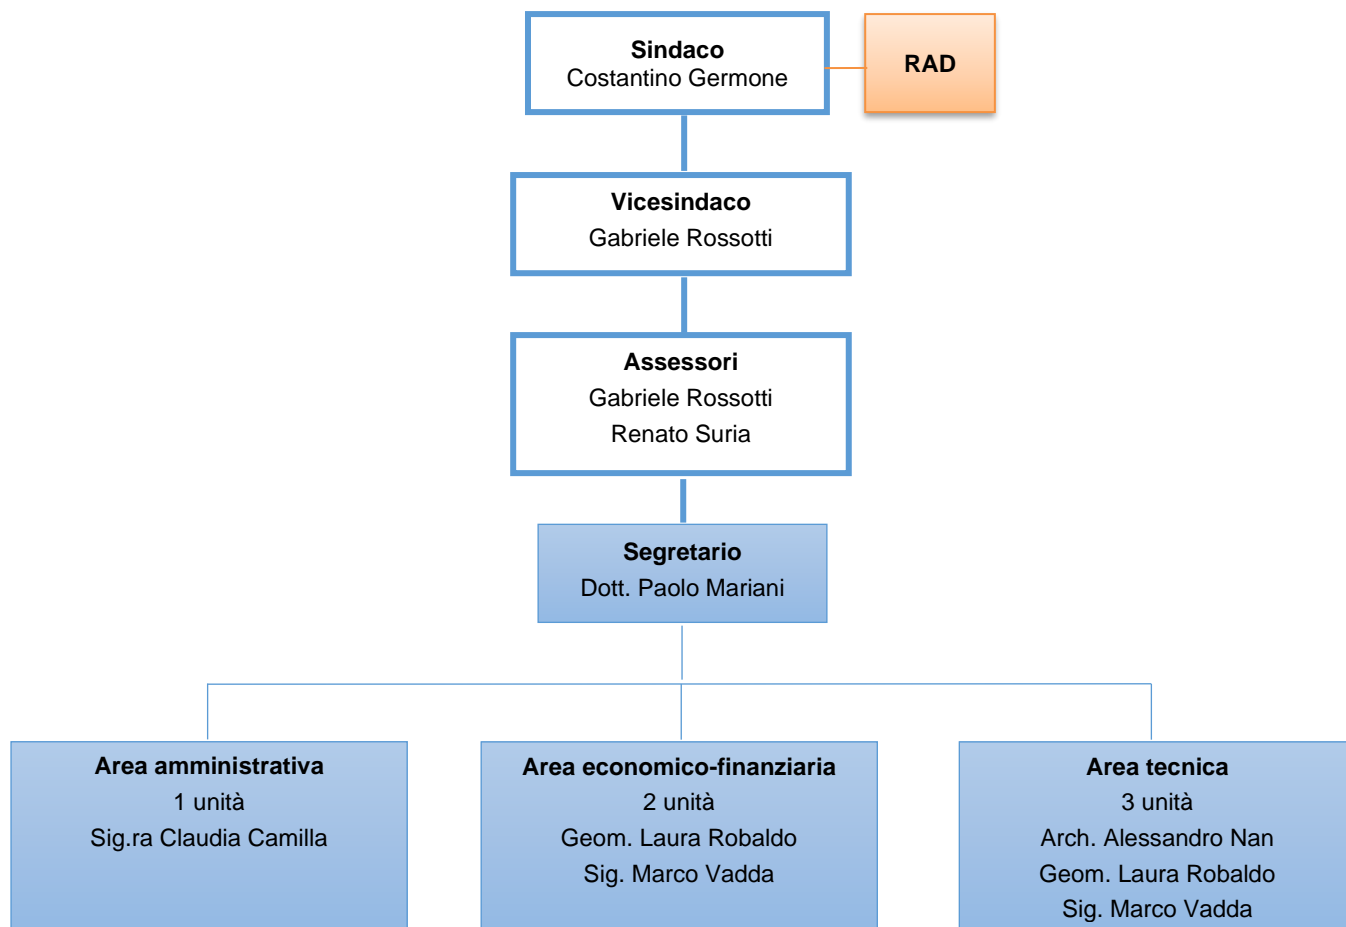 Sindaco
Costantino Germone
RAD
Vicesindaco
Gabriele Rossotti
Assessori
Gabriele Rossotti
Renato Suria
Segretario
Dott. Paolo Mariani
Area amministrativa
1 unità
Sig.ra Claudia Camilla
Area economico-finanziaria
2 unità
Geom. Laura Robaldo
Sig. Marco Vadda
Area tecnica
3 unità
Arch. Alessandro Nan
Geom. Laura Robaldo
Sig. Marco Vadda